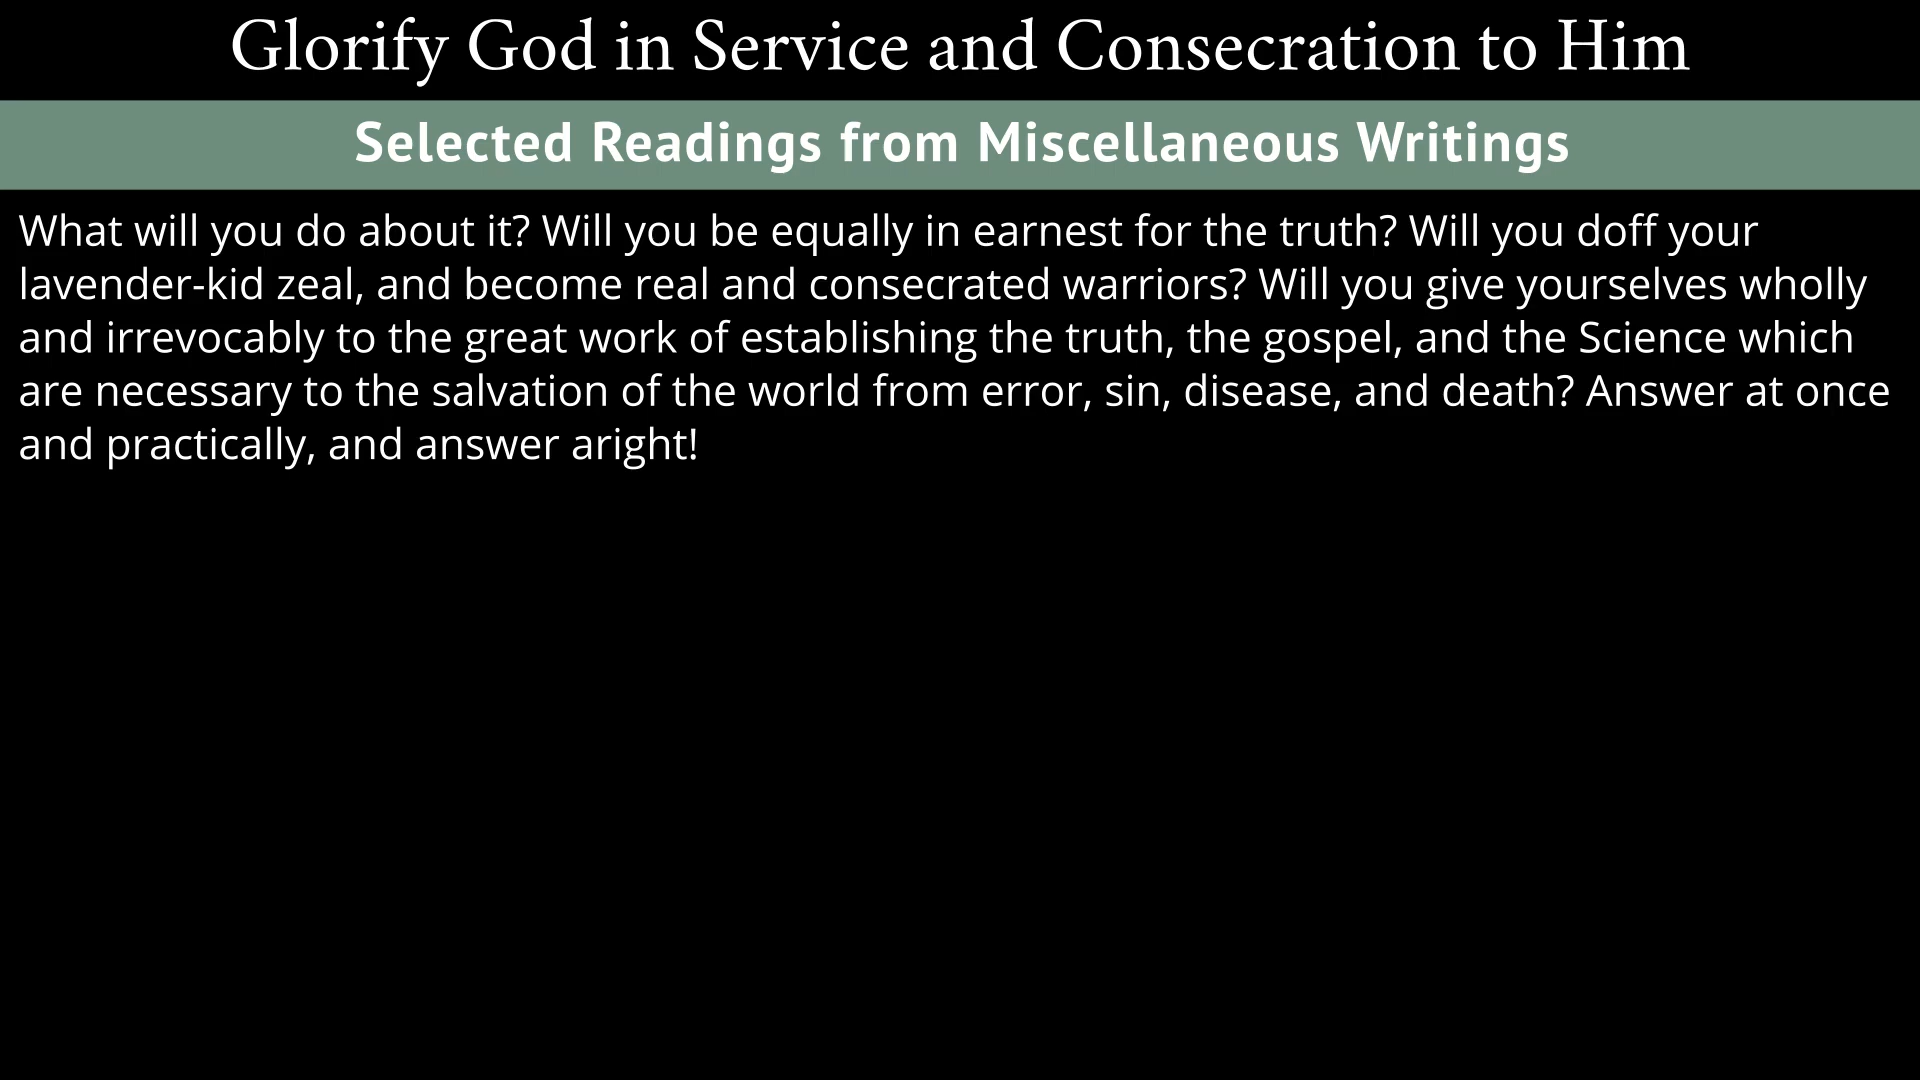 Glorify God in Service and Consecration to Him
Selected Readings from Miscellaneous Writings
What will you do about it? Will you be equally in earnest for the truth? Will you doff your
lavender-kid zeal, and become real and consecrated warriors? Will you give yourselves wholly
and irrevocably to the great work of establishing the truth, the gospel, and the Science which
are necessary to the salvation of the world from error, sin, disease, and death? Answer at once
and practically, and answer aright!